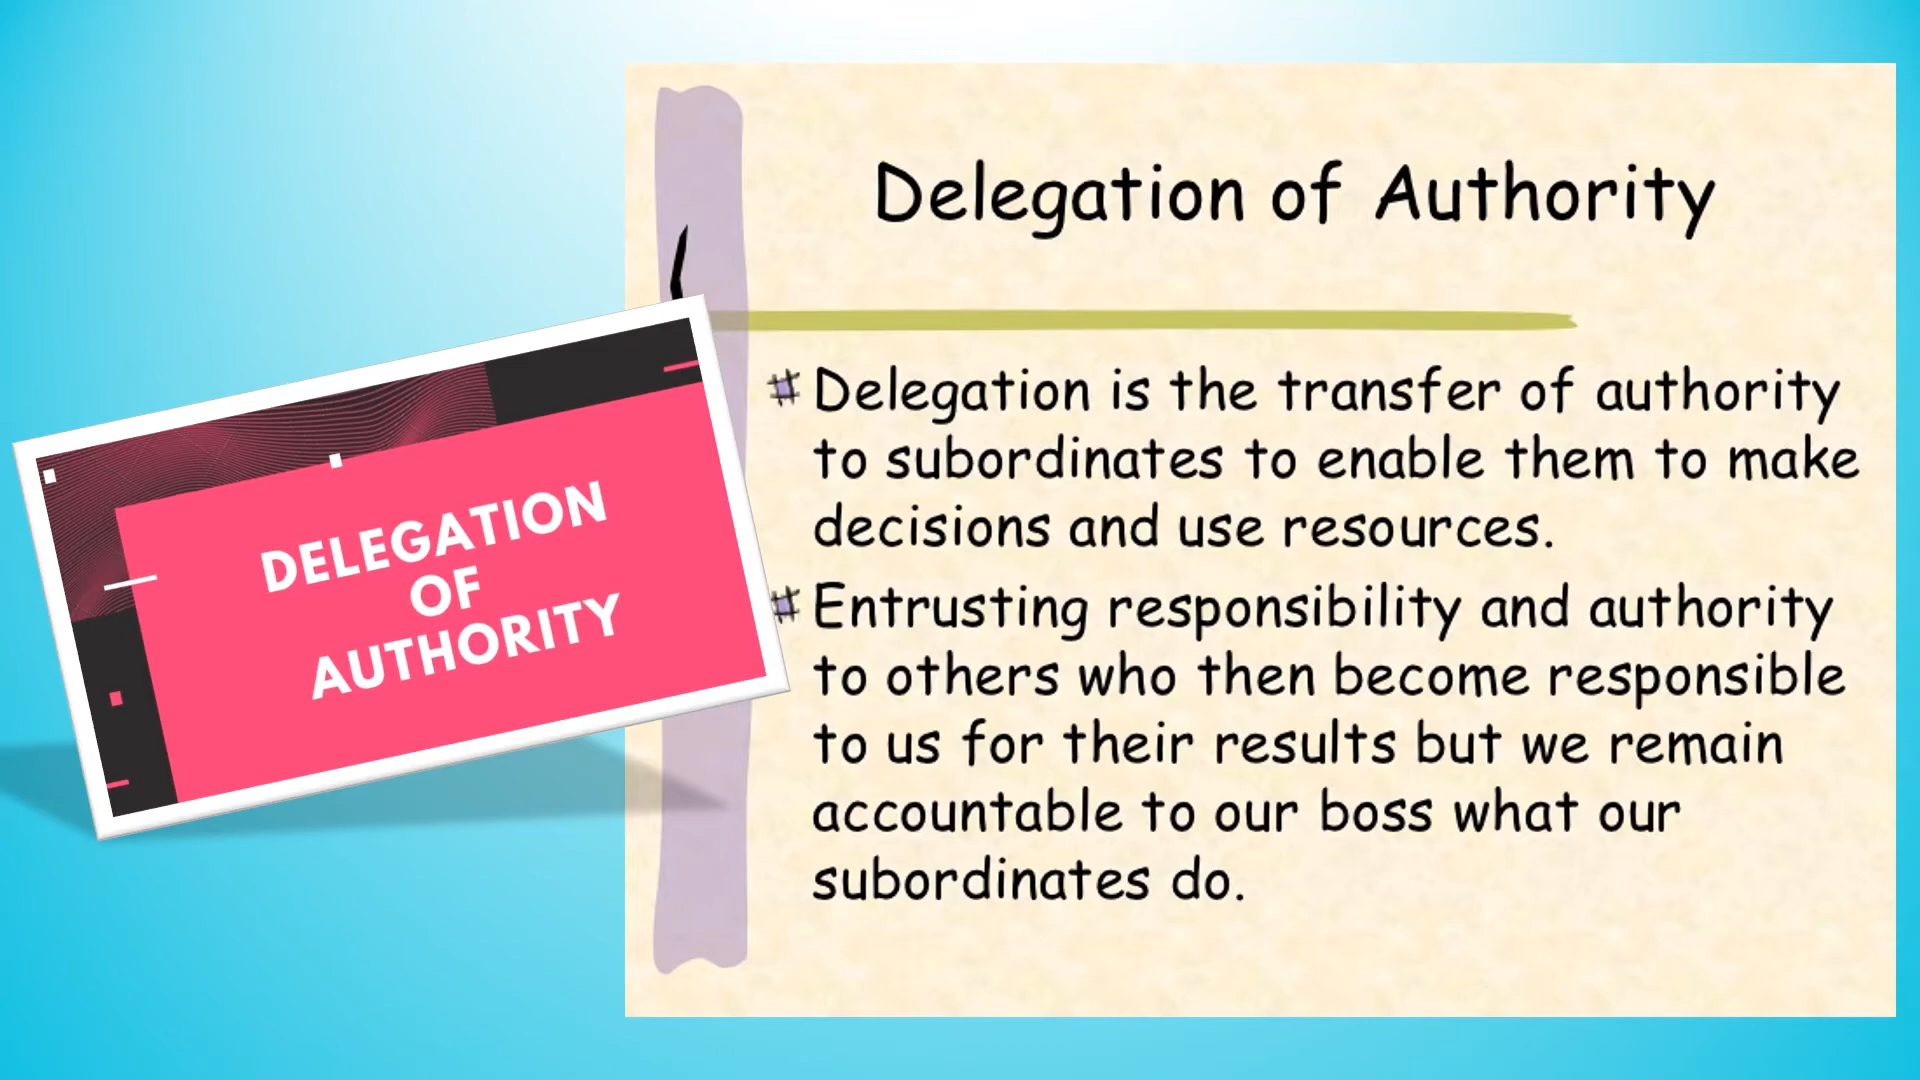 Delegation of Authority
DELEGATION
OF
AUTHORITY
Delegation is the transfer of authority
to subordinates to enable them to make
decisions and use resources.
Entrusting responsibility and authority
to others who then become responsible
to us for their results but we remain
accountable to our boss what our
subordinates do.